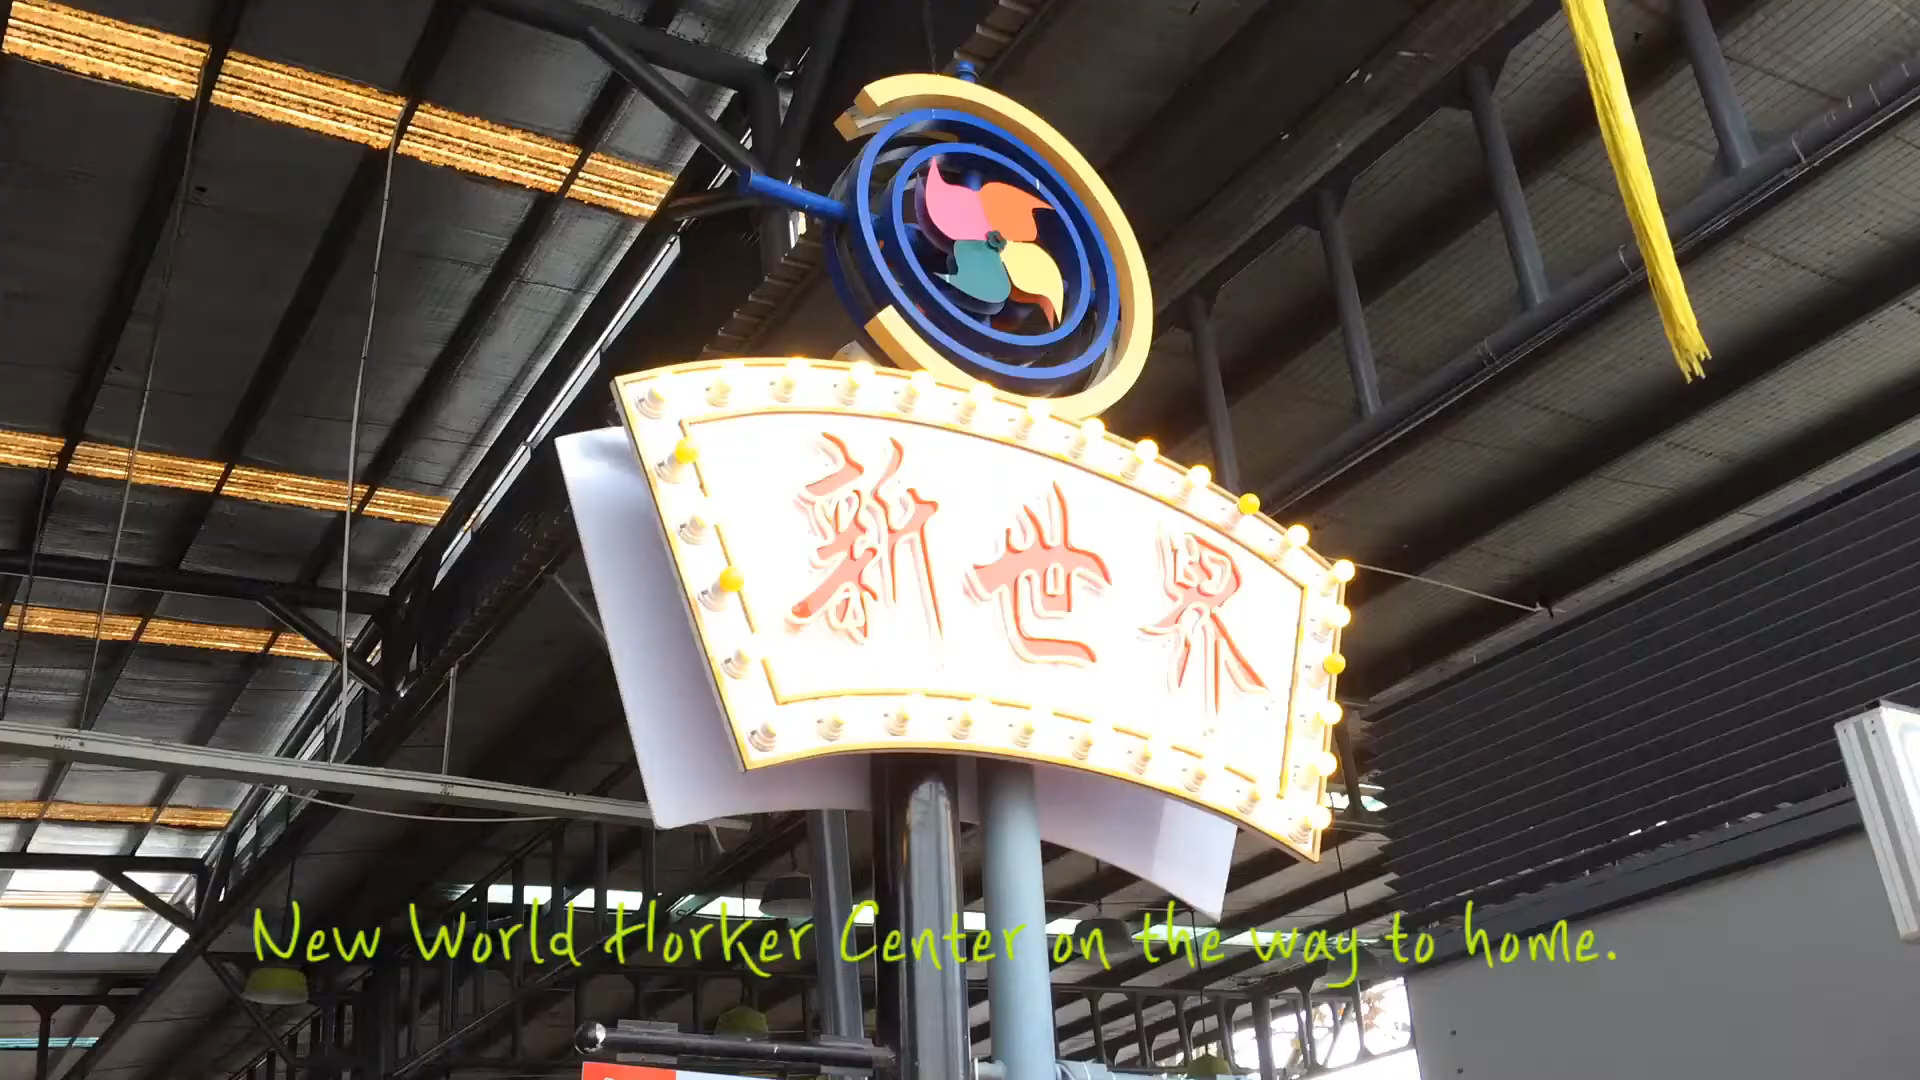 新世界
New World Horker Center on the way to home.